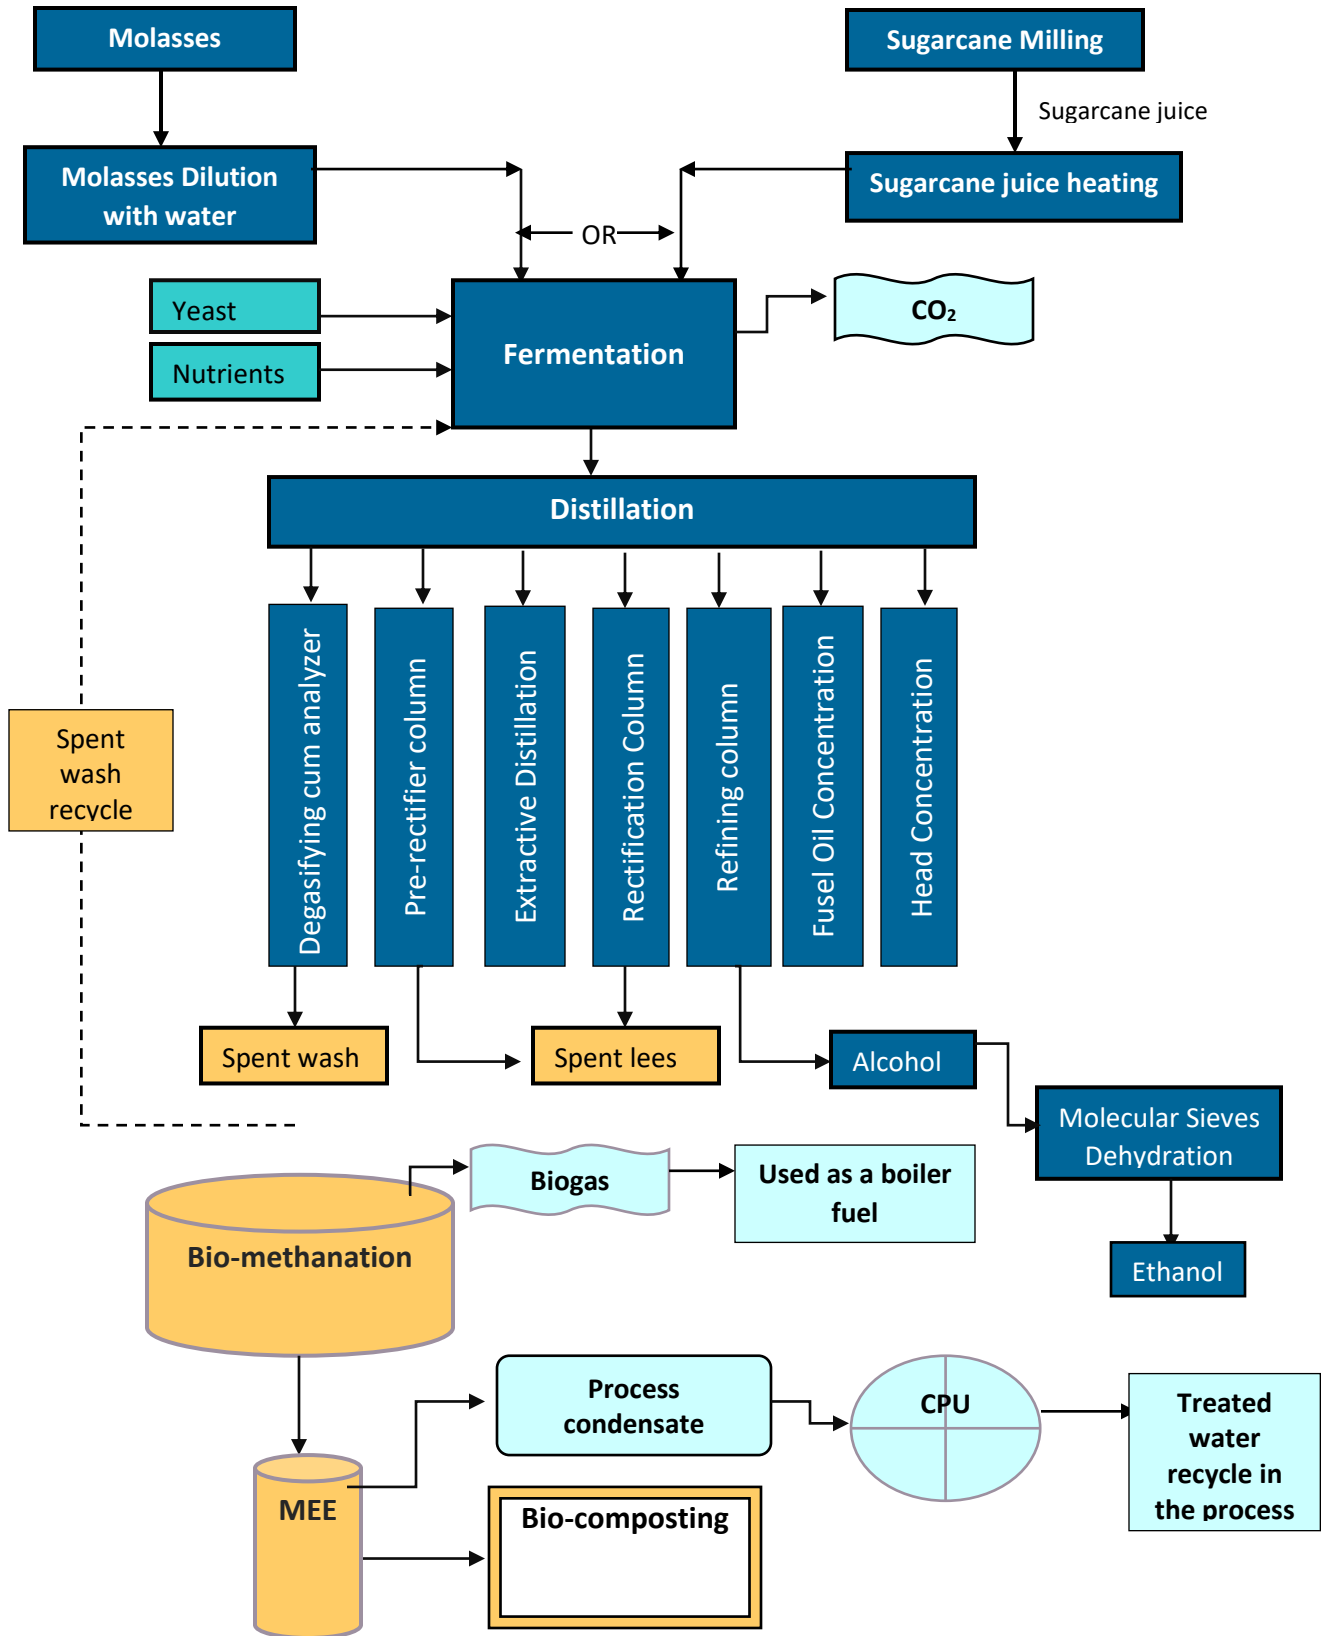 Molasses
Sugarcane Milling
Sugarcane juice
Molasses Dilution
with water
Sugarcane juice heating
OR
Yeast
CO₂
Fermentation
Nutrients
Distillation
Degasifying cum analyzer
Pre-rectifier column
Extractive Distillation
Rectification Column
Refining column
Fusel Oil Concentration
Head Concentration
Spent
wash
recycle
Spent wash
Spent lees
Alcohol
Molecular Sieves
Dehydration
Biogas
Used as a boiler
fuel
Bio-methanation
Ethanol
Process
condensate
CPU
Treated
water
recycle in
the process
MEE
Bio-composting